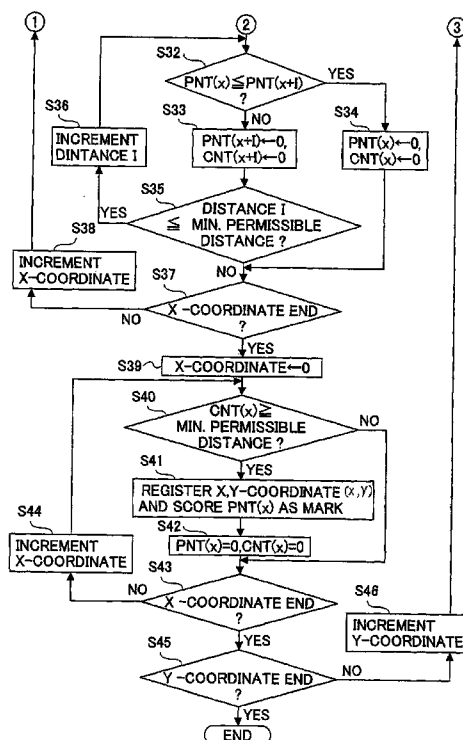 1
2
3
S32
PNT(x)≦PNT(x+I)
?
YES
NO
S33
PNT(x+I)←0,
CNT(x+I)←0
S34
PNT(x)←0,
CNT(x)←0
S36
INCREMENT
DINTANCE I
S35
DISTANCE I
≦ MIN. PERMISSIBLE
DISTANCE ?
YES
NO
S38
INCREMENT
X-COORDINATE
S37
X -COORDINATE END
?
NO
YES
S39
X-COORDINATE←0
S40
CNT(x)≧
MIN. PERMISSIBLE
DISTANCE ?
NO
YES
S41
REGISTER X,Y-COORDINATE (x,y)
AND SCORE PNT(x) AS MARK
S42
PNT(x)=0,CNT(x)=0
S44
INCREMENT
X-COORDINATE
S43
X -COORDINATE END
?
NO
YES
S46
INCREMENT
Y-COORDINATE
S45
Y -COORDINATE END
?
NO
YES
END